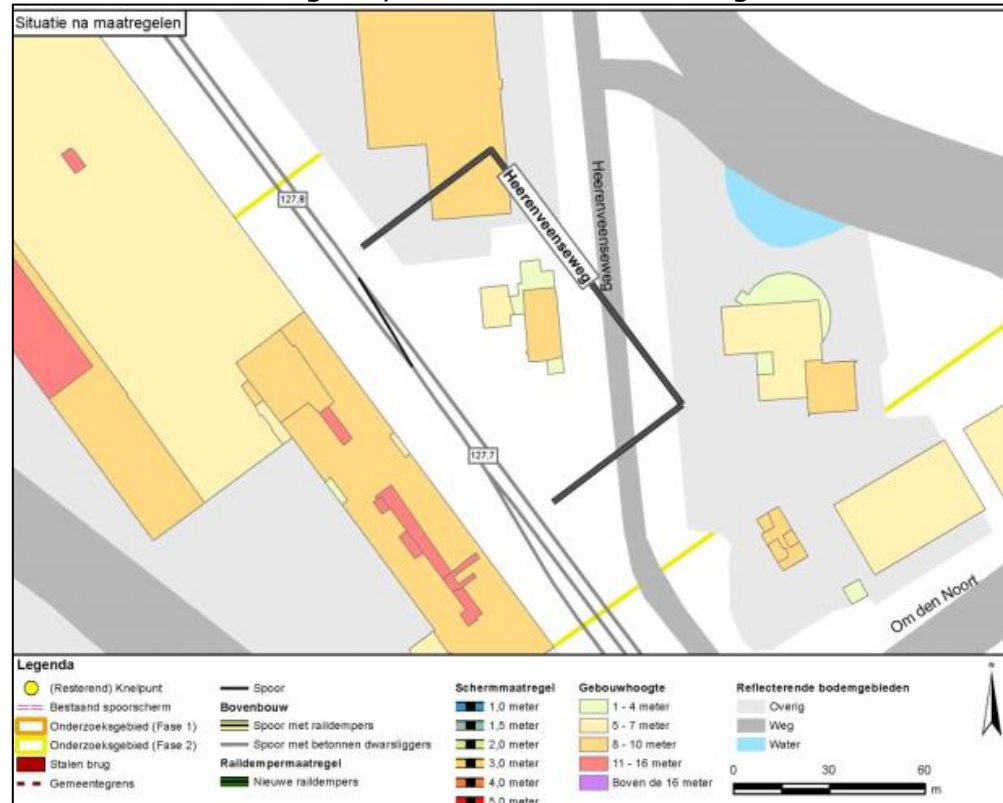 Situatie na maatregelen
127,8
Heerenveenseweg
Heerenveenseweg
127,7
Om den Noort
Legenda
(Resterend) Knelpunt
Bestaand spoorscherm
Onderzoeksgebied (Fase 1)
Onderzoeksgebied (Fase 2)
Stalen brug
Gemeentegrens
Spoor
Bovenbouw
Spoor met raildempers
Spoor met betonnen dwarsliggers
Raildempermaatregel
Nieuwe raildempers
Schermmaatregel
1,0 meter
1,5 meter
2,0 meter
3,0 meter
4,0 meter
5,0 meter
Gebouwhoogte
1 - 4 meter
5 - 7 meter
8 - 10 meter
11 - 16 meter
Boven de 16 meter
Reflecterende bodemgebieden
Overig
Weg
Water
N
0 30 60
m